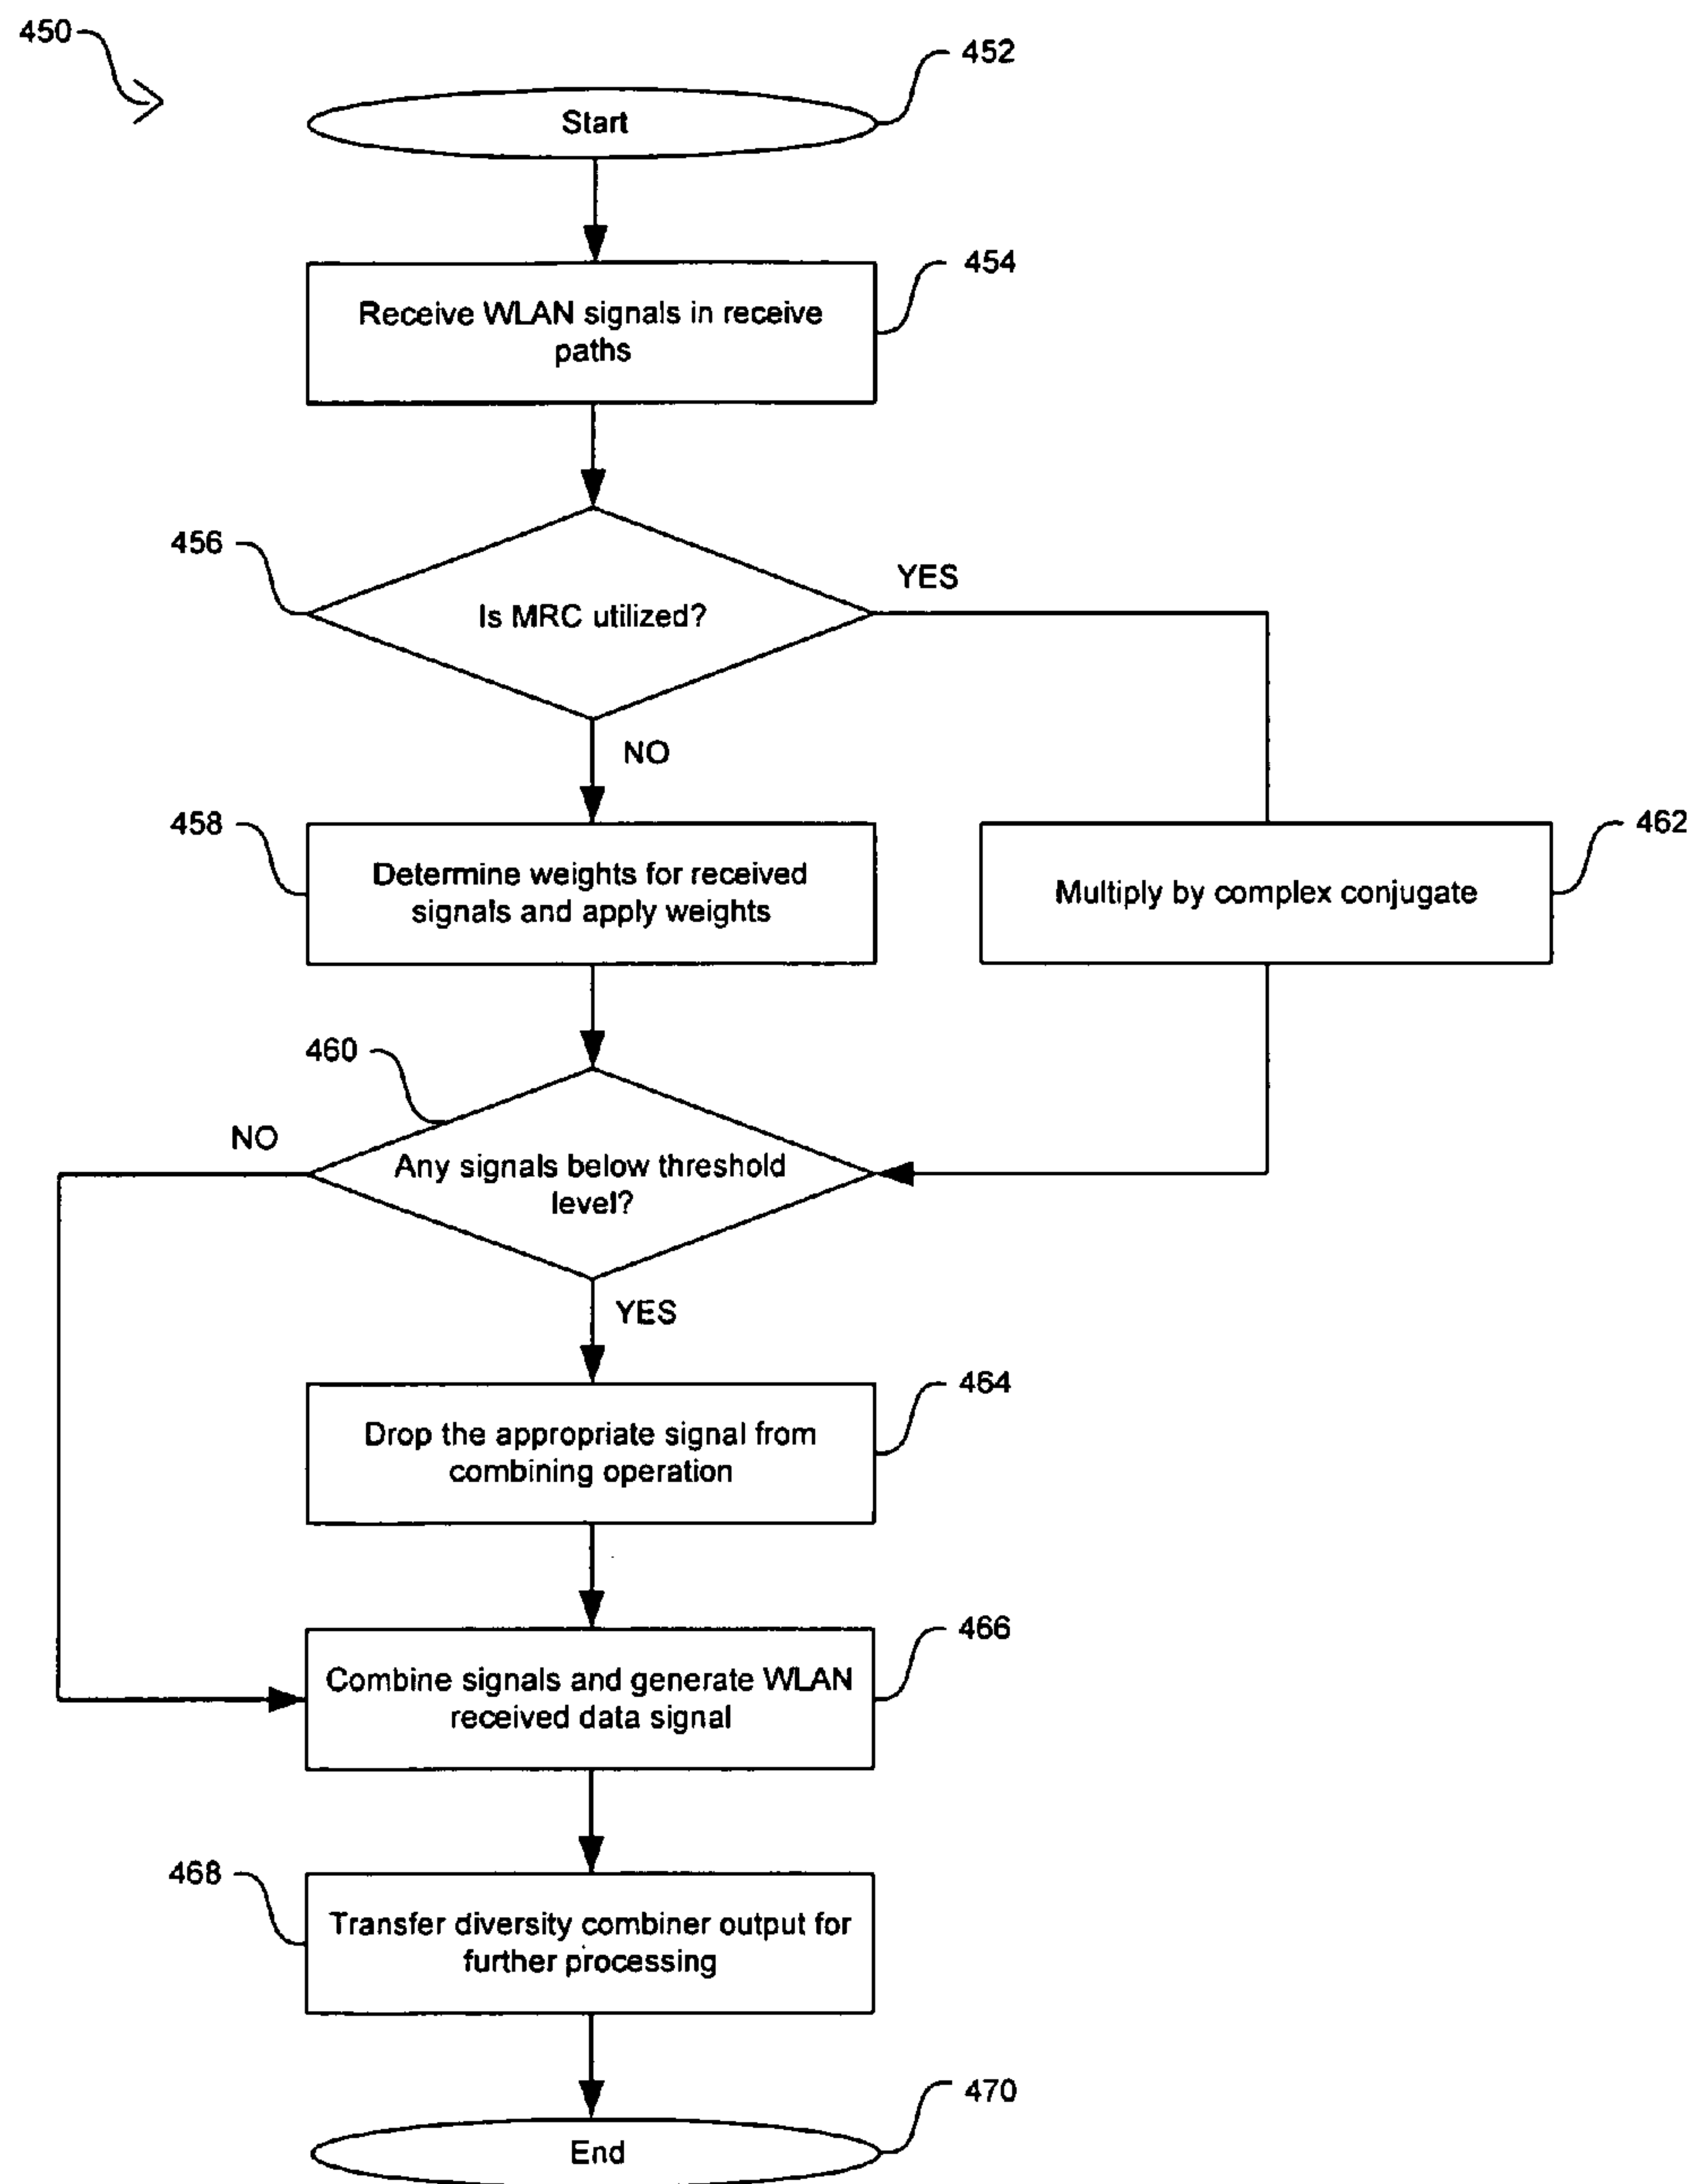 450
452
Start
454
Receive WLAN signals in receive
paths
456
YES
Is MRC utilized?
NO
458
462
Determine weights for received
signals and apply weights
Multiply by complex conjugate
460
NO
Any signals below threshold
level?
YES
464
Drop the appropriate signal from
combining operation
466
Combine signals and generate WLAN
received data signal
468
Transfer diversity combiner output for
further processing
470
End